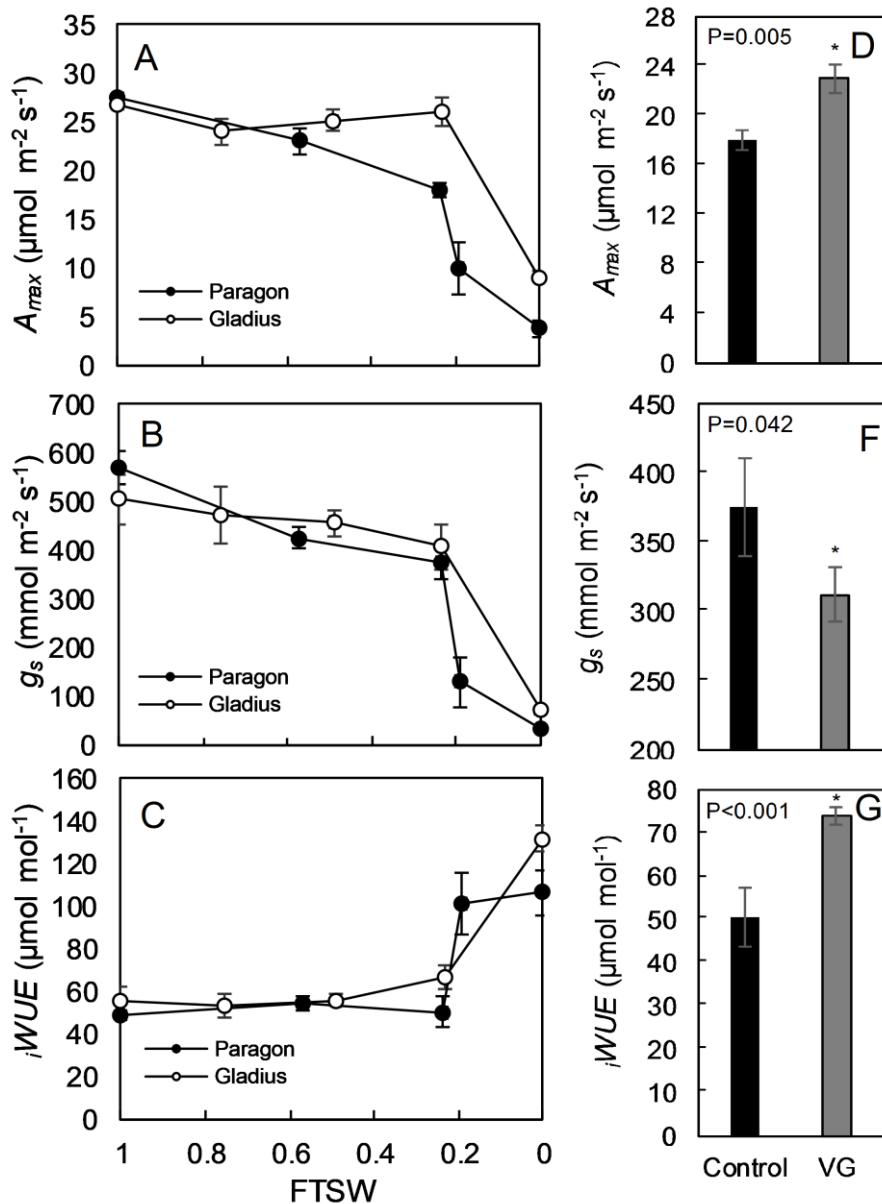 A
A_max (µmol m⁻² s⁻¹)
35
30
25
20
15
10
5
0
Paragon
Gladius
D
P=0.005
*
A_max (µmol m⁻² s⁻¹)
28
24
20
16
12
8
4
0
B
g_s (mmol m⁻² s⁻¹)
700
600
500
400
300
200
100
0
Paragon
Gladius
F
P=0.042
*
g_s (mmol m⁻² s⁻¹)
450
400
350
300
250
200
C
ᵢWUE (µmol mol⁻¹)
160
140
120
100
80
60
40
20
0
Paragon
Gladius
1 0.8 0.6 0.4 0.2 0
FTSW
G
P<0.001
*
ᵢWUE (µmol mol⁻¹)
80
70
60
50
40
30
20
10
0
Control VG